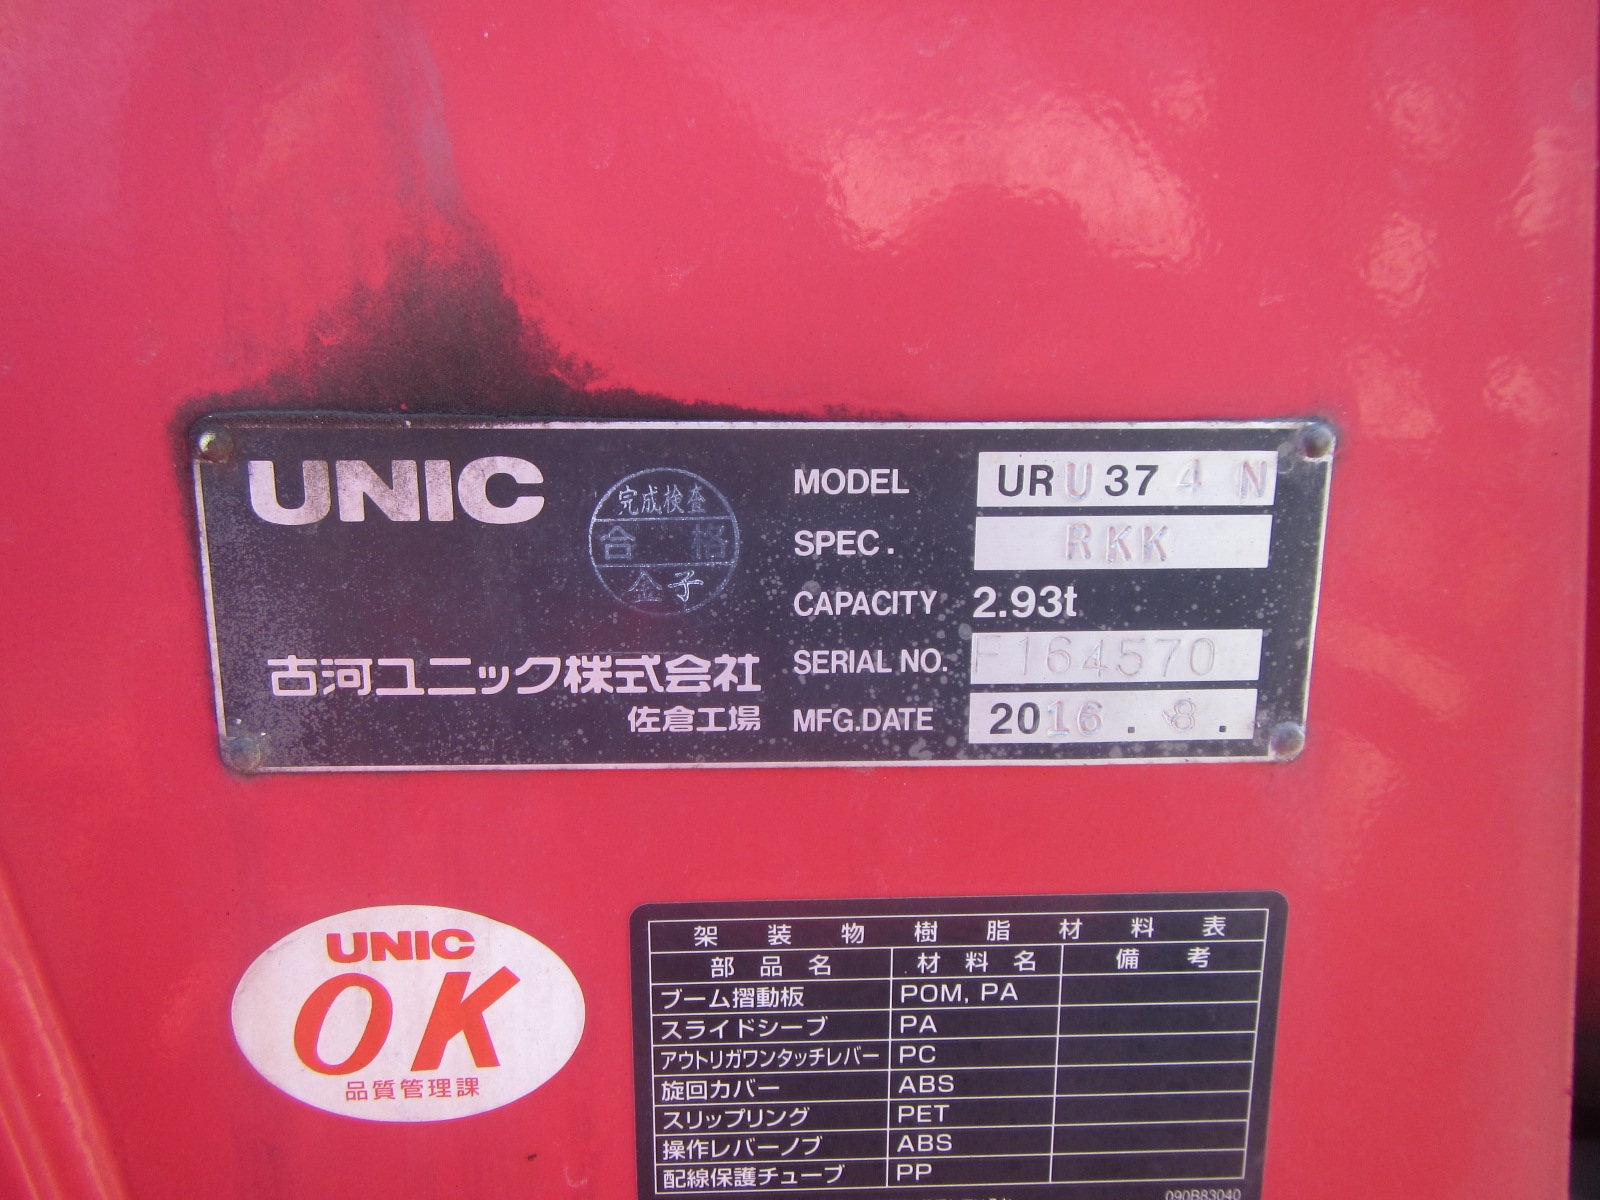 UNIC
完成検査
合格
金子
古河ユニック株式会社
佐倉工場
MODEL URU374N
SPEC. RKK
CAPACITY 2.93t
SERIAL NO. F164570
MFG.DATE 2016.8.
UNIC
OK
品質管理課
架装物樹脂材料表
部品名 材料名 備考
ブーム摺動板 POM, PA
スライドシーブ PA
アウトリガワンタッチレバー PC
旋回カバー ABS
スリップリング PET
操作レバーノブ ABS
配線保護チューブ PP
090B83040